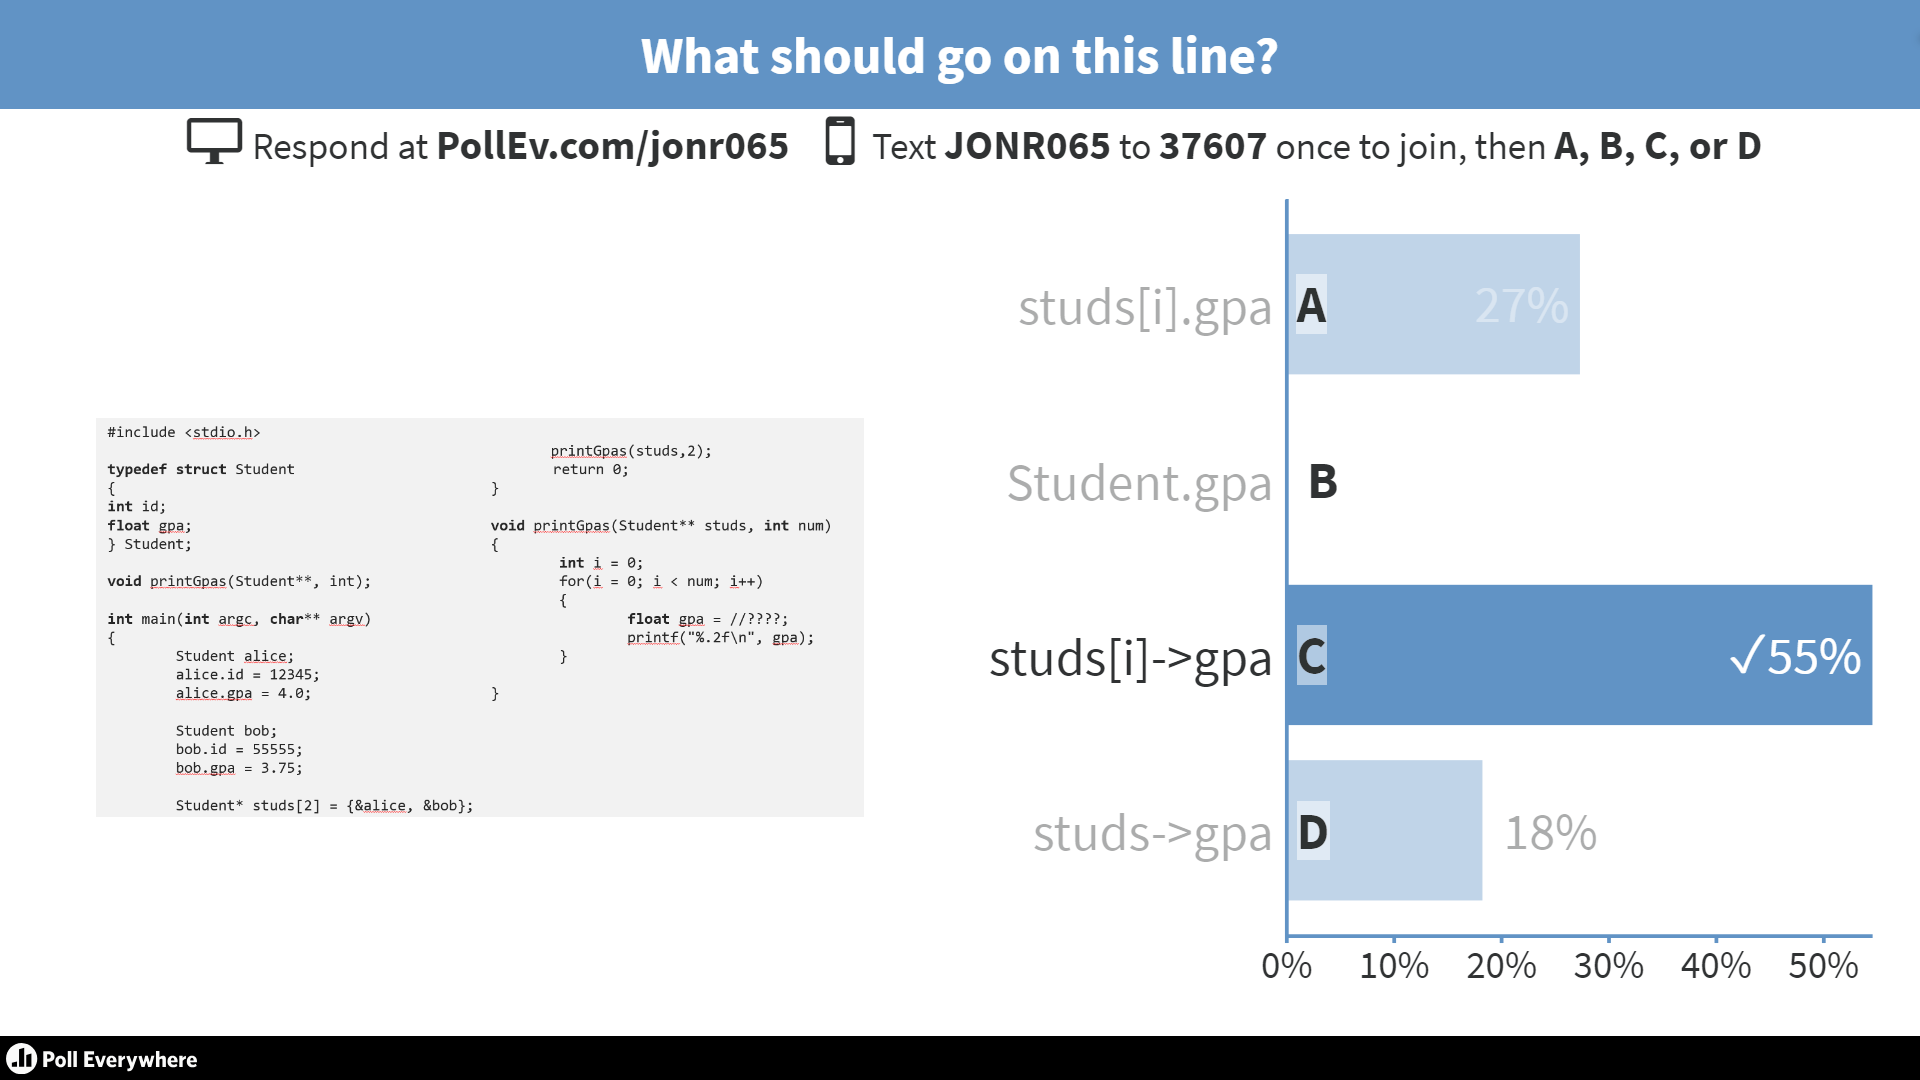 What should go on this line?
Respond at PollEv.com/jonr065
Text JONR065 to 37607 once to join, then A, B, C, or D
#include <stdio.h>
typedef struct Student
{
int id;
float gpa;
} Student;
void printGpas(Student**, int);
int main(int argc, char** argv)
{
Student alice;
alice.id = 12345;
alice.gpa = 4.0;
Student bob;
bob.id = 55555;
bob.gpa = 3.75;
Student* studs[2] = {&alice, &bob};
printGpas(studs,2);
return 0;
}
void printGpas(Student** studs, int num)
{
int i = 0;
for(i = 0; i < num; i++)
{
float gpa = //????;
printf("%.2f\n", gpa);
}
}
studs[i].gpa A 27%
Student.gpa B
studs[i]->gpa C ✓55%
studs->gpa D 18%
0% 10% 20% 30% 40% 50%
Poll Everywhere